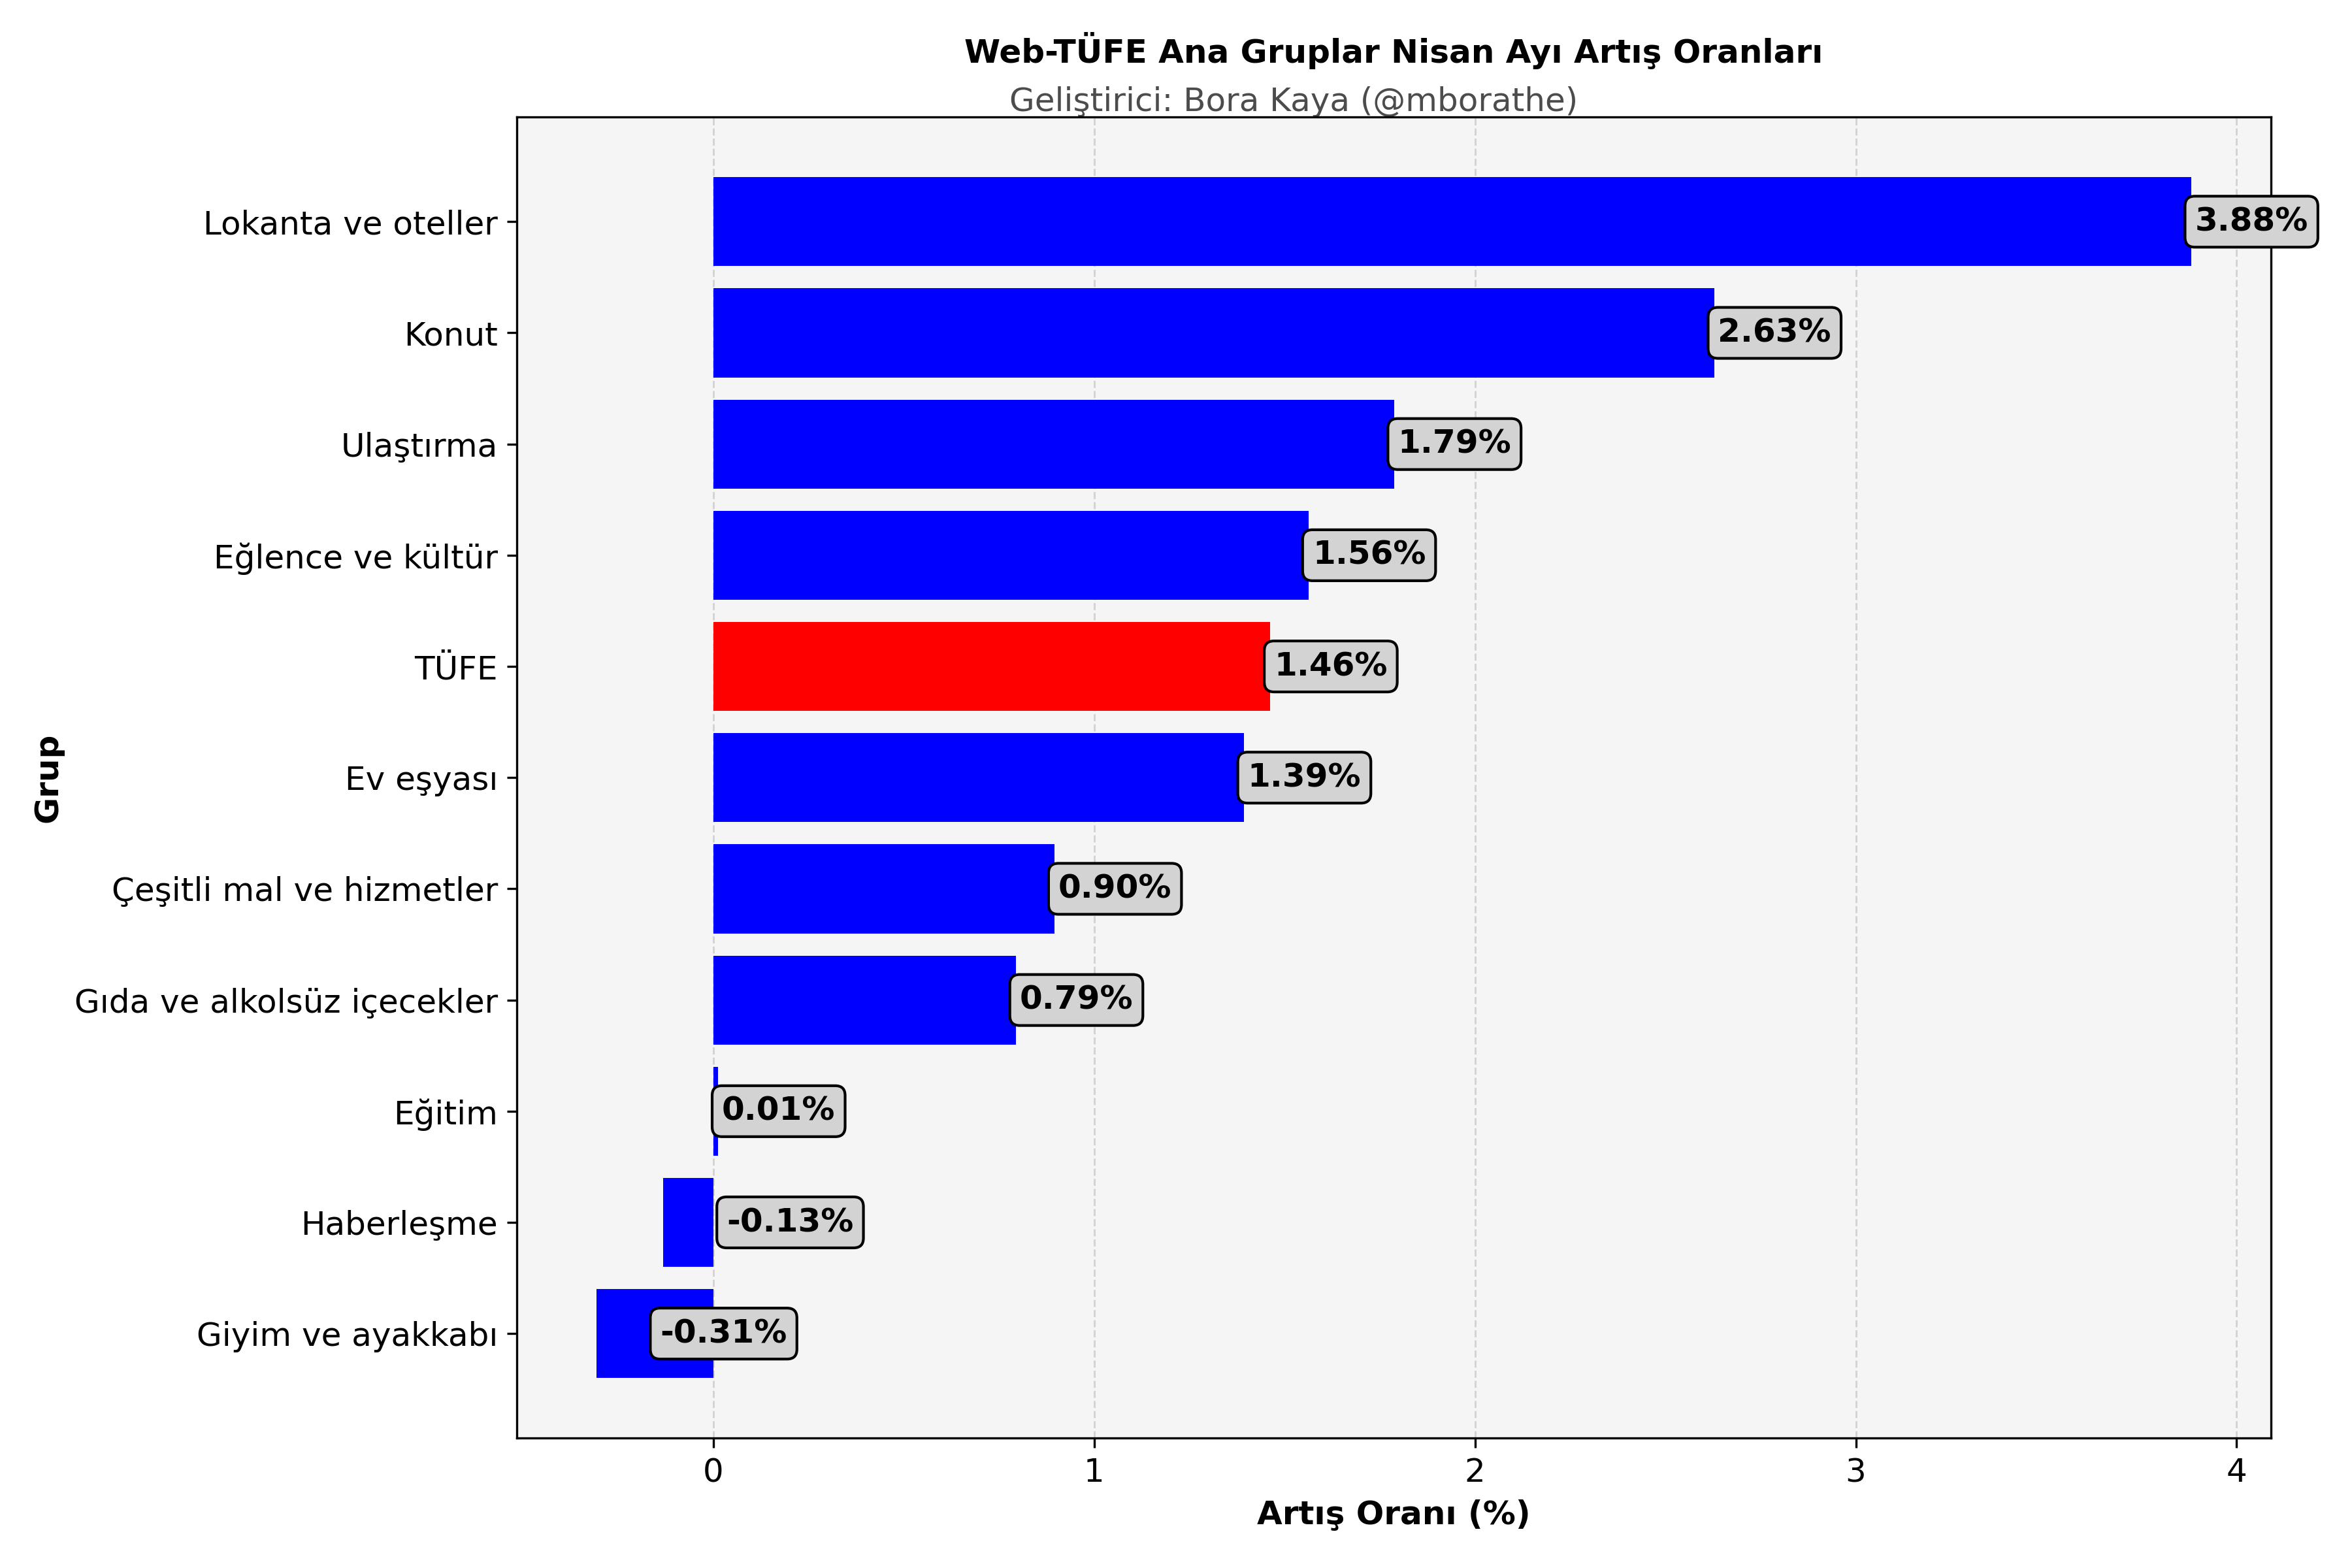 Web-TÜFE Ana Gruplar Nisan Ayı Artış Oranları
Geliştirici: Bora Kaya (@mborathe)
Lokanta ve oteller 3.88%
Konut 2.63%
Ulaştırma 1.79%
Eğlence ve kültür 1.56%
TÜFE 1.46%
Ev eşyası 1.39%
Çeşitli mal ve hizmetler 0.90%
Gıda ve alkolsüz içecekler 0.79%
Eğitim 0.01%
Haberleşme -0.13%
Giyim ve ayakkabı -0.31%
Grup
0 1 2 3 4
Artış Oranı (%)